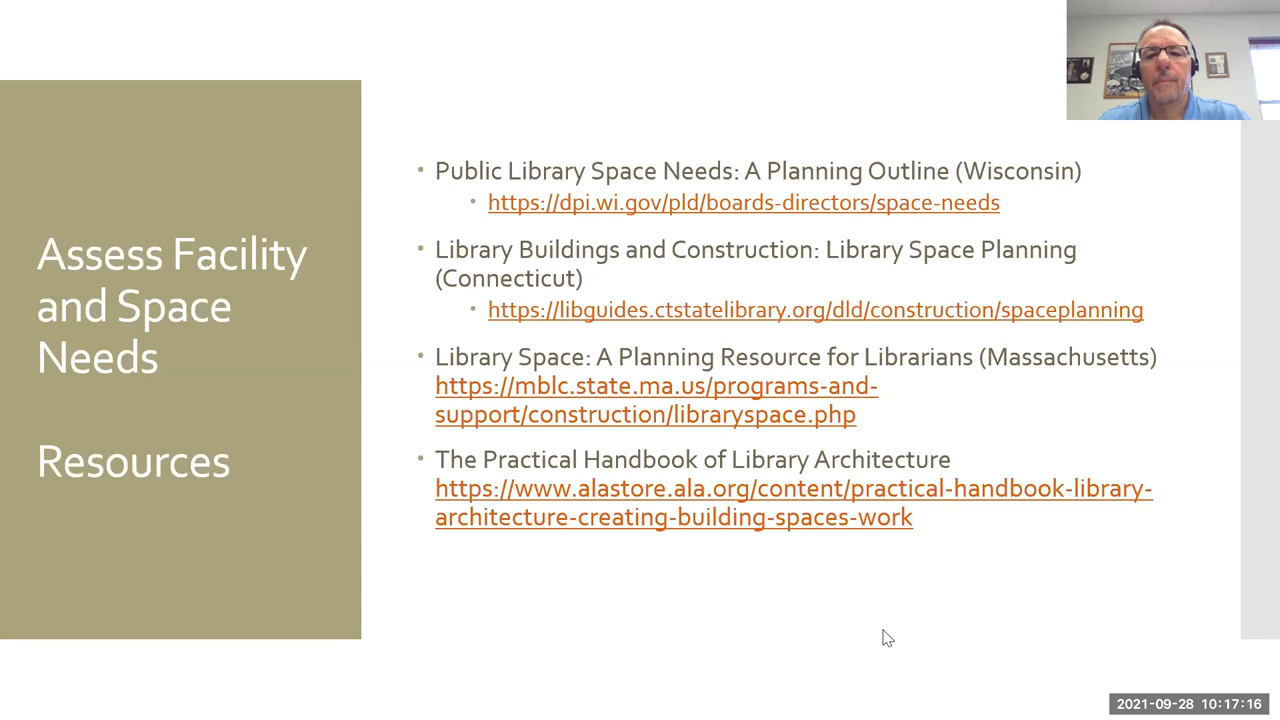 Assess Facility
and Space
Needs
Resources
• Public Library Space Needs: A Planning Outline (Wisconsin)
• https://dpi.wi.gov/pld/boards-directors/space-needs
• Library Buildings and Construction: Library Space Planning
(Connecticut)
• https://libguides.ctstatelibrary.org/dld/construction/spaceplanning
• Library Space: A Planning Resource for Librarians (Massachusetts)
https://mblc.state.ma.us/programs-and-
support/construction/libraryspace.php
• The Practical Handbook of Library Architecture
https://www.alastore.ala.org/content/practical-handbook-library-
architecture-creating-building-spaces-work
2021-09-28 10:17:16